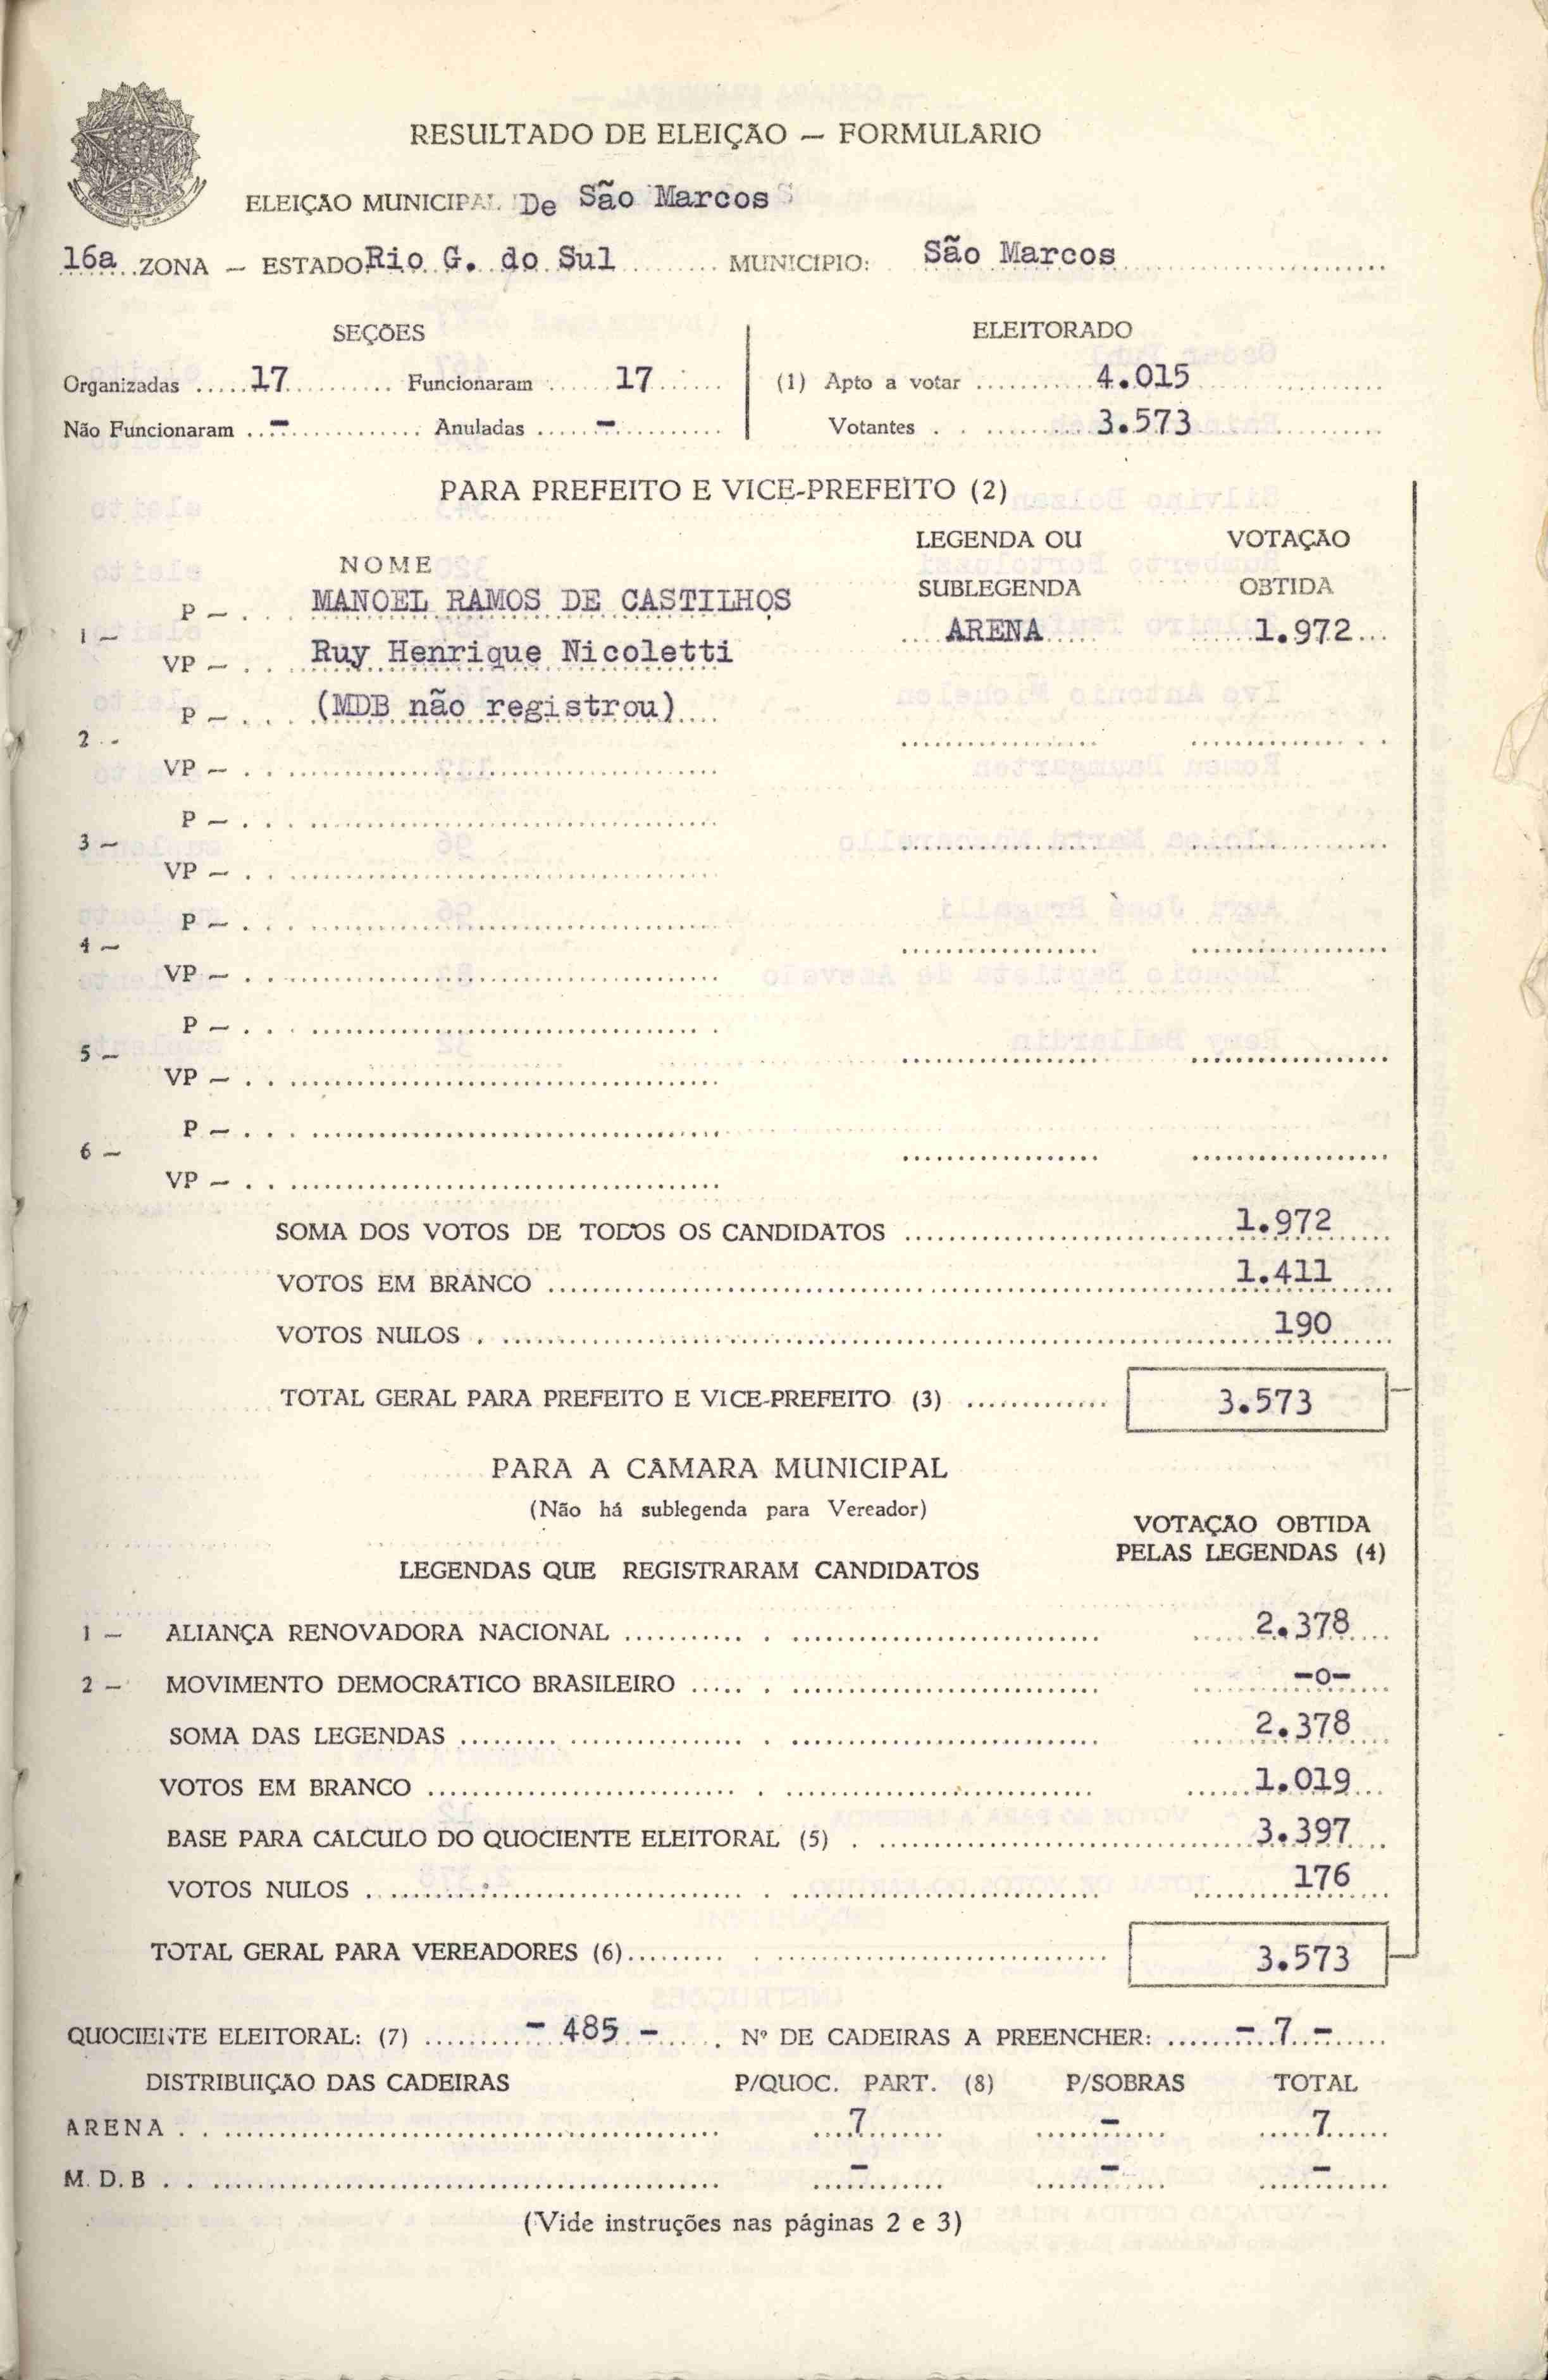 RESULTADO DE ELEIÇÃO — FORMULÁRIO
ELEIÇÃO MUNICIPAL De São Marcos
16a ZONA — ESTADO Rio G. do Sul MUNICIPIO: São Marcos
SEÇÕES ELEITORADO
Organizadas ..... 17 .......... Funcionaram ...... 17 ...... (1) Apto a votar ........... 4.015 ............
Não Funcionaram ... — ............. Anuladas ...... — ........... Votantes . . .......... 3.573 ............
PARA PREFEITO E VICE-PREFEITO (2)
LEGENDA OU VOTAÇÃO
NOME
SUBLEGENDA OBTIDA
P — . . . MANOEL RAMOS DE CASTILHOS
1 — .... ARENA ..... ...... 1.972 ...
VP — . . . Ruy Henrique Nicoletti
P — . . . (MDB não registrou) ....
2 - .................. ..................
VP — . . .......................................
P — . . . .......................................
3 — .................. ..................
VP — . . .......................................
P — . . . .......................................
4 — .................. ..................
VP — . . .......................................
P — . . . .......................................
5 — .................. ..................
VP — . . .......................................
P — . . . .......................................
6 — .................. ..................
VP — . . .......................................
SOMA DOS VOTOS DE TODOS OS CANDIDATOS .............................. 1.972
VOTOS EM BRANCO .............................. 1.411
VOTOS NULOS . .............................. 190
TOTAL GERAL PARA PREFEITO E VICE-PREFEITO (3) ............. 3.573
PARA A CÂMARA MUNICIPAL
(Não há sublegenda para Vereador)
VOTAÇÃO OBTIDA
PELAS LEGENDAS (4)
LEGENDAS QUE REGISTRARAM CANDIDATOS
1 — ALIANÇA RENOVADORA NACIONAL ........... . ............................ 2.378
2 — MOVIMENTO DEMOCRÁTICO BRASILEIRO ..... . ............................ -o-
SOMA DAS LEGENDAS ......................... . ............................ 2.378
VOTOS EM BRANCO ............................ . ............................ 1.019
BASE PARA CÁLCULO DO QUOCIENTE ELEITORAL (5) . ............................ 3.397
VOTOS NULOS .................................. . ............................ 176
TOTAL GERAL PARA VEREADORES (6) ......... . .............................. 3.573
QUOCIENTE ELEITORAL: (7) .......... - 485 - ...... Nº DE CADEIRAS A PREENCHER: ...... - 7 - ......
DISTRIBUIÇÃO DAS CADEIRAS P/QUOC. PART. (8) P/SOBRAS TOTAL
ARENA . . ............................................ 7 - 7
M. D. B . . ............................................ - - -
(Vide instruções nas páginas 2 e 3)